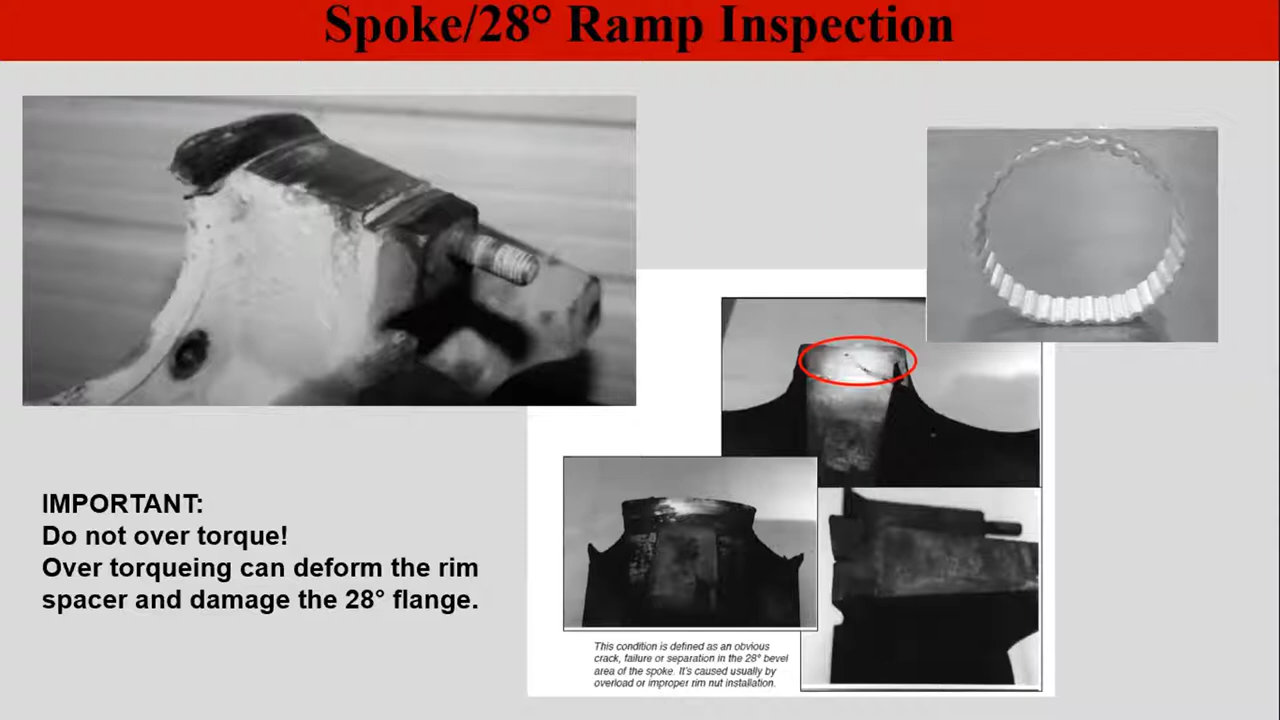 Spoke/28° Ramp Inspection
IMPORTANT:
Do not over torque!
Over torqueing can deform the rim
spacer and damage the 28° flange.
This condition is defined as an obvious
crack, failure or separation in the 28° bevel
area of the spoke. It's caused usually by
overload or improper rim nut installation.